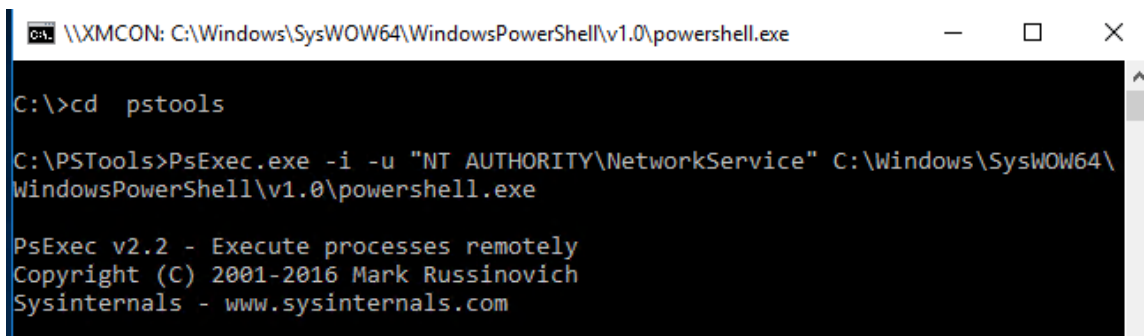 \\XMCON: C:\Windows\SysWOW64\WindowsPowerShell\v1.0\powershell.exe
C:\>cd  pstools
C:\PSTools>PsExec.exe -i -u "NT AUTHORITY\NetworkService" C:\Windows\SysWOW64\
WindowsPowerShell\v1.0\powershell.exe
PsExec v2.2 - Execute processes remotely
Copyright (C) 2001-2016 Mark Russinovich
Sysinternals - www.sysinternals.com